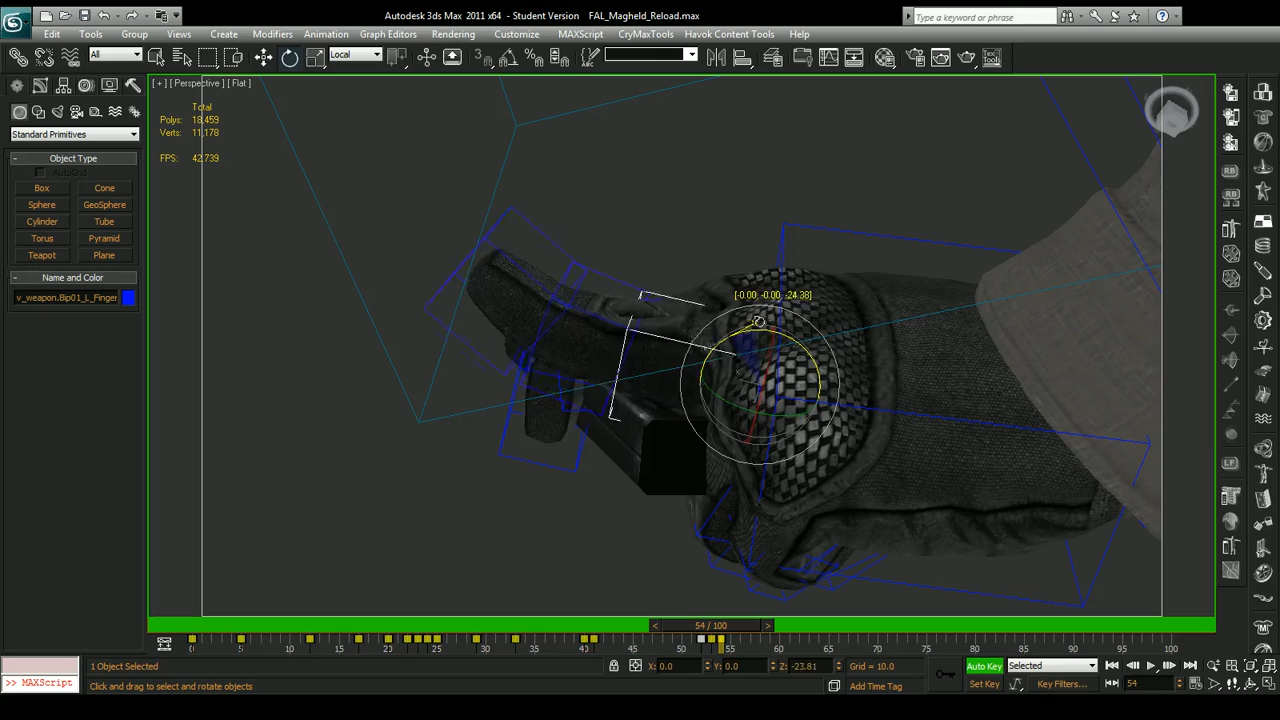 Autodesk 3ds Max 2011 x64 - Student Version FAL_Magheld_Reload.max
Type a keyword or phrase
Edit Tools Group Views Create Modifiers Animation Graph Editors Rendering Customize MAXScript CryMaxTools Havok Content Tools Help
All Local
[ + ] [ Perspective ] [ Flat ]
Total
Polys: 18,459
Verts: 11,178
FPS: 42.739
Standard Primitives
- Object Type
AutoGrid
Box Cone
Sphere GeoSphere
Cylinder Tube
Torus Pyramid
Teapot Plane
- Name and Color
v_weapon.Bip01_L_Finger
[-0.00, -0.00, -24.38]
RB
RB
LF
< 54 / 100 >
0 5 10 15 20 25 30 35 40 45 50 55 60 65 70 75 80 85 90 95 100
1 Object Selected X: 0.0 Y: 0.0 Z: -23.81 Grid = 10.0 Auto Key Selected
>> MAXScript Click and drag to select and rotate objects Add Time Tag Set Key Key Filters... 54